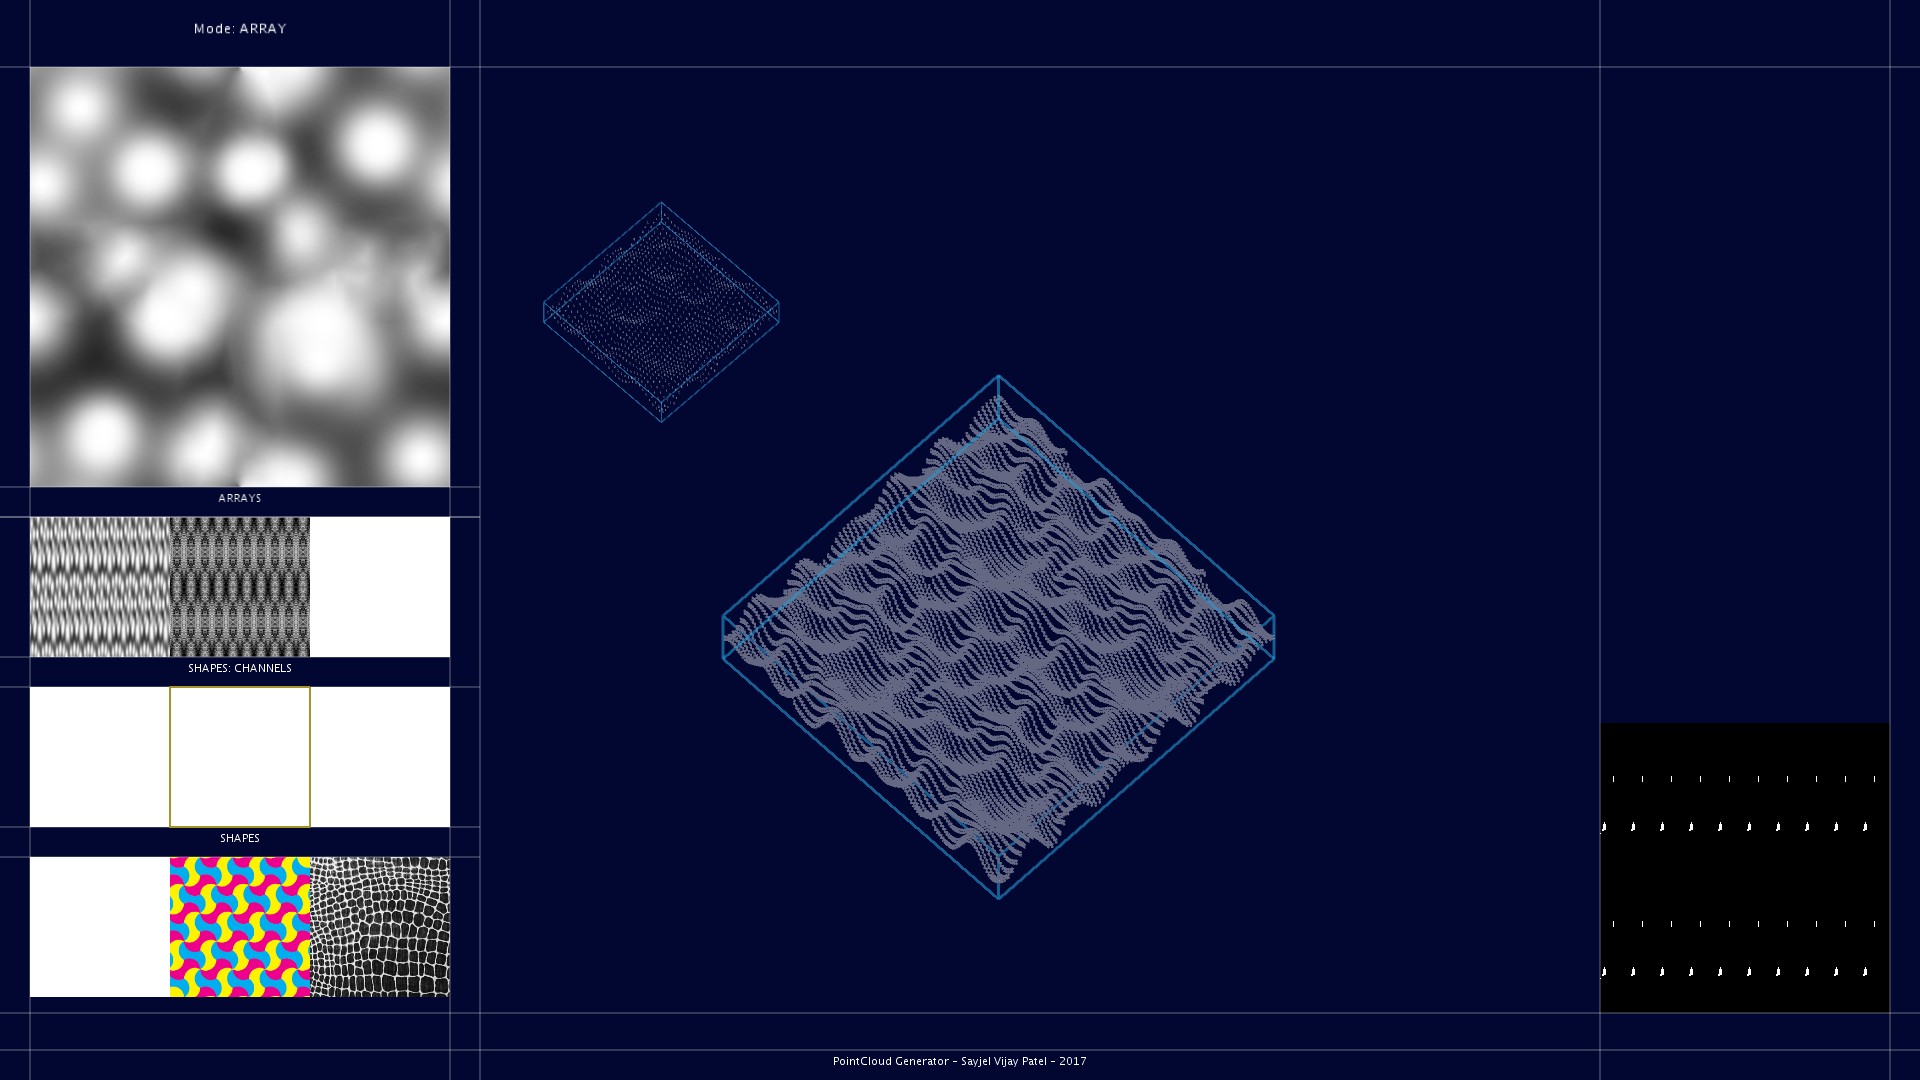 Mode: ARRAY
ARRAYS
SHAPES: CHANNELS
SHAPES
PointCloud Generator - Sayjel Vijay Patel - 2017